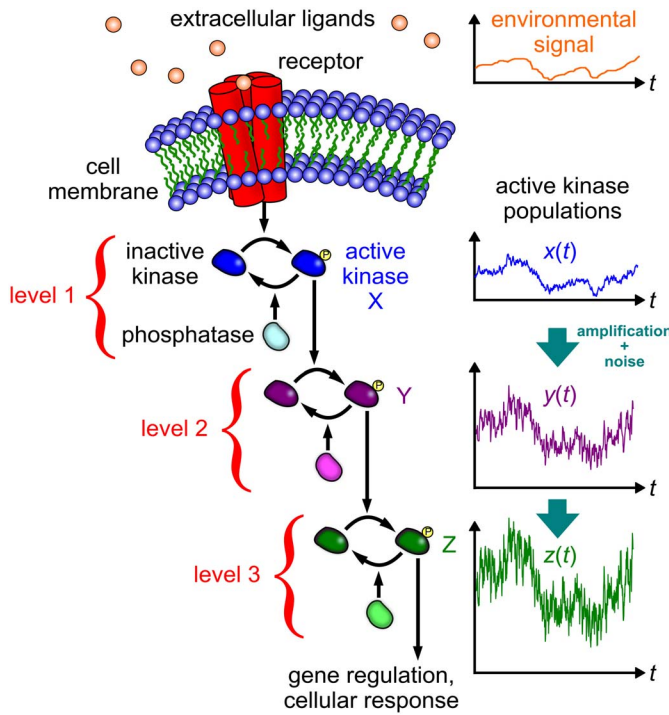 extracellular ligands
receptor
cell
membrane
environmental
signal
t
active kinase
populations
level 1
inactive
kinase
P
active
kinase
X
phosphatase
x(t)
t
amplification
+
noise
level 2
P
Y
y(t)
t
level 3
P
Z
z(t)
t
gene regulation,
cellular response